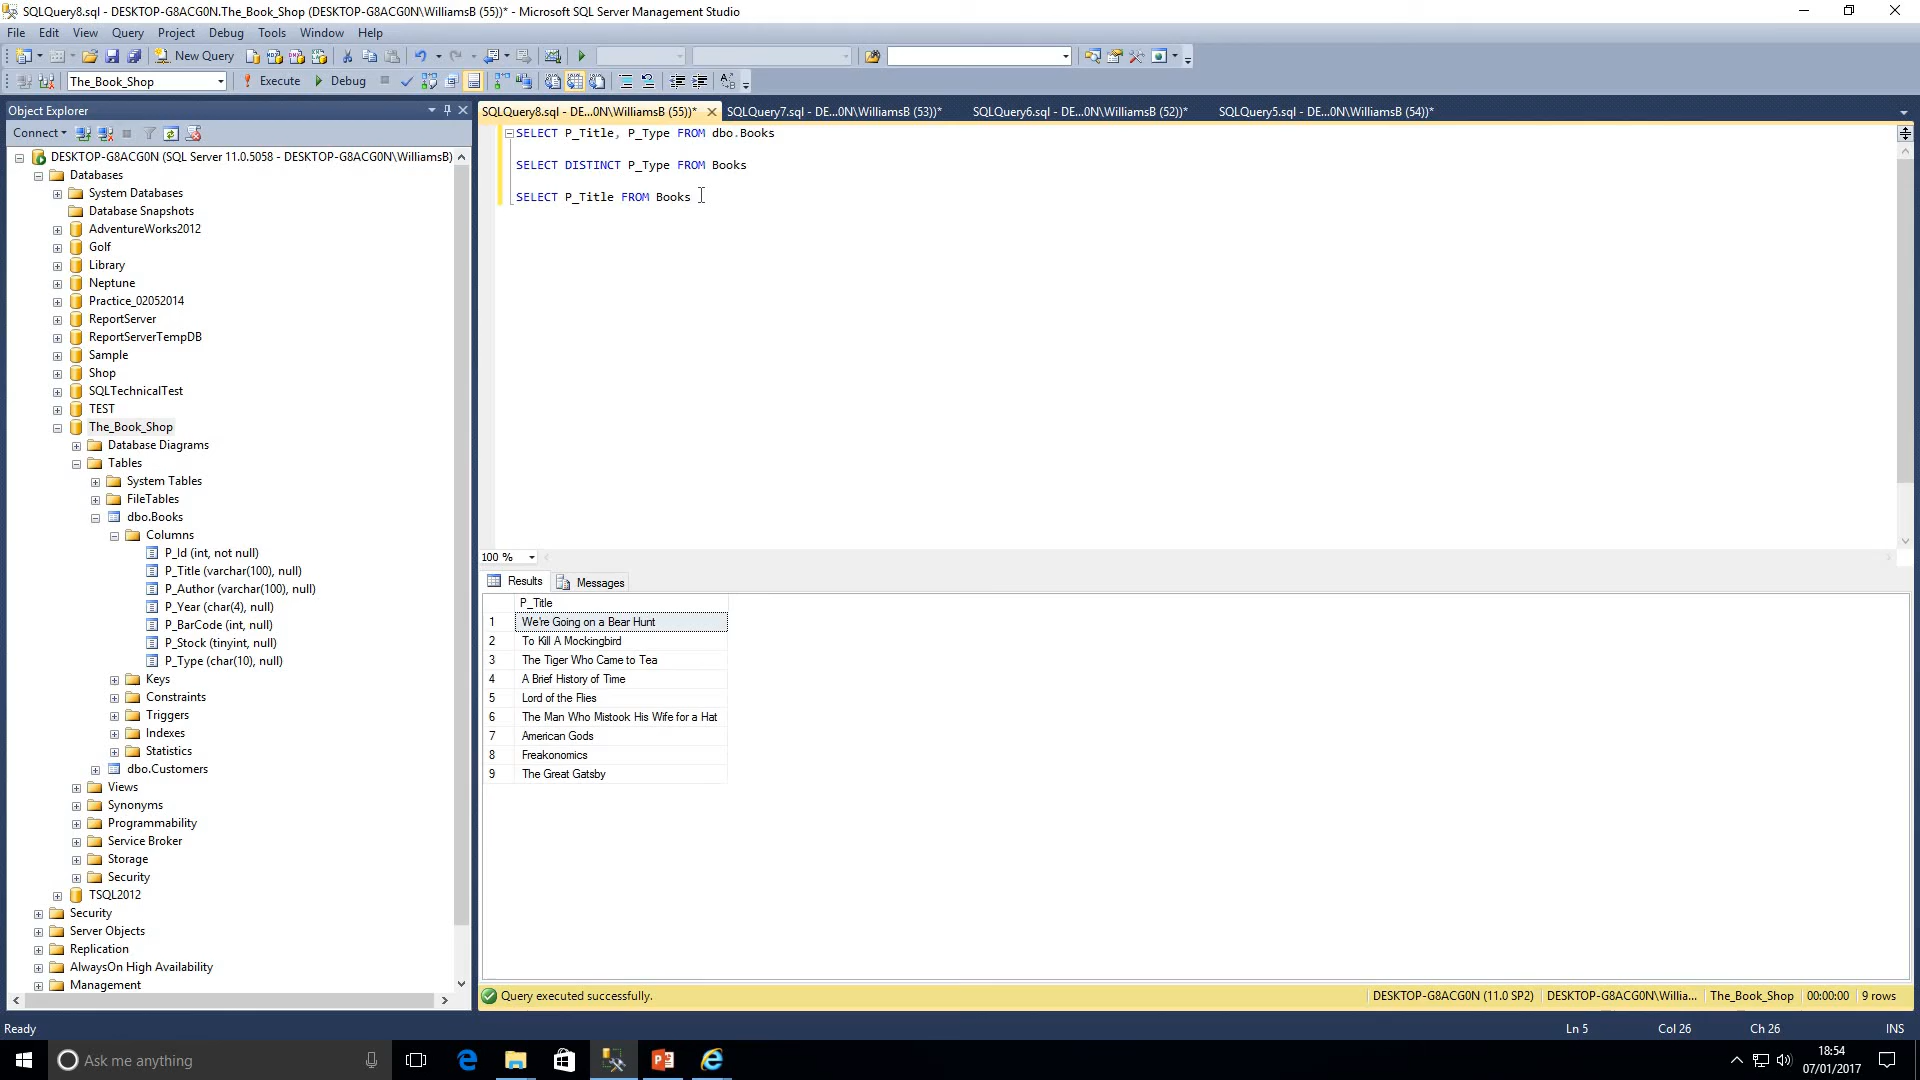 SQLQuery8.sql - DESKTOP-G8ACG0N.The_Book_Shop (DESKTOP-G8ACG0N\WilliamsB (55))* - Microsoft SQL Server Management Studio
File Edit View Query Project Debug Tools Window Help
New Query
The_Book_Shop Execute Debug
Object Explorer
SQLQuery8.sql - DE...0N\WilliamsB (55))* SQLQuery7.sql - DE...0N\WilliamsB (53))* SQLQuery6.sql - DE...0N\WilliamsB (52))* SQLQuery5.sql - DE...0N\WilliamsB (54))*
Connect
DESKTOP-G8ACG0N (SQL Server 11.0.5058 - DESKTOP-G8ACG0N\WilliamsB)
Databases
System Databases
Database Snapshots
AdventureWorks2012
Golf
Library
Neptune
Practice_02052014
ReportServer
ReportServerTempDB
Sample
Shop
SQLTechnicalTest
TEST
The_Book_Shop
Database Diagrams
Tables
System Tables
FileTables
dbo.Books
Columns
P_Id (int, not null)
P_Title (varchar(100), null)
P_Author (varchar(100), null)
P_Year (char(4), null)
P_BarCode (int, null)
P_Stock (tinyint, null)
P_Type (char(10), null)
Keys
Constraints
Triggers
Indexes
Statistics
dbo.Customers
Views
Synonyms
Programmability
Service Broker
Storage
Security
TSQL2012
Security
Server Objects
Replication
AlwaysOn High Availability
Management
SELECT P_Title, P_Type FROM dbo.Books
SELECT DISTINCT P_Type FROM Books
SELECT P_Title FROM Books
100 %
Results Messages
P_Title
1 We're Going on a Bear Hunt
2 To Kill A Mockingbird
3 The Tiger Who Came to Tea
4 A Brief History of Time
5 Lord of the Flies
6 The Man Who Mistook His Wife for a Hat
7 American Gods
8 Freakonomics
9 The Great Gatsby
Query executed successfully. DESKTOP-G8ACG0N (11.0 SP2) DESKTOP-G8ACG0N\Willia... The_Book_Shop 00:00:00 9 rows
Ready Ln 5 Col 26 Ch 26 INS
Ask me anything
18:54
07/01/2017